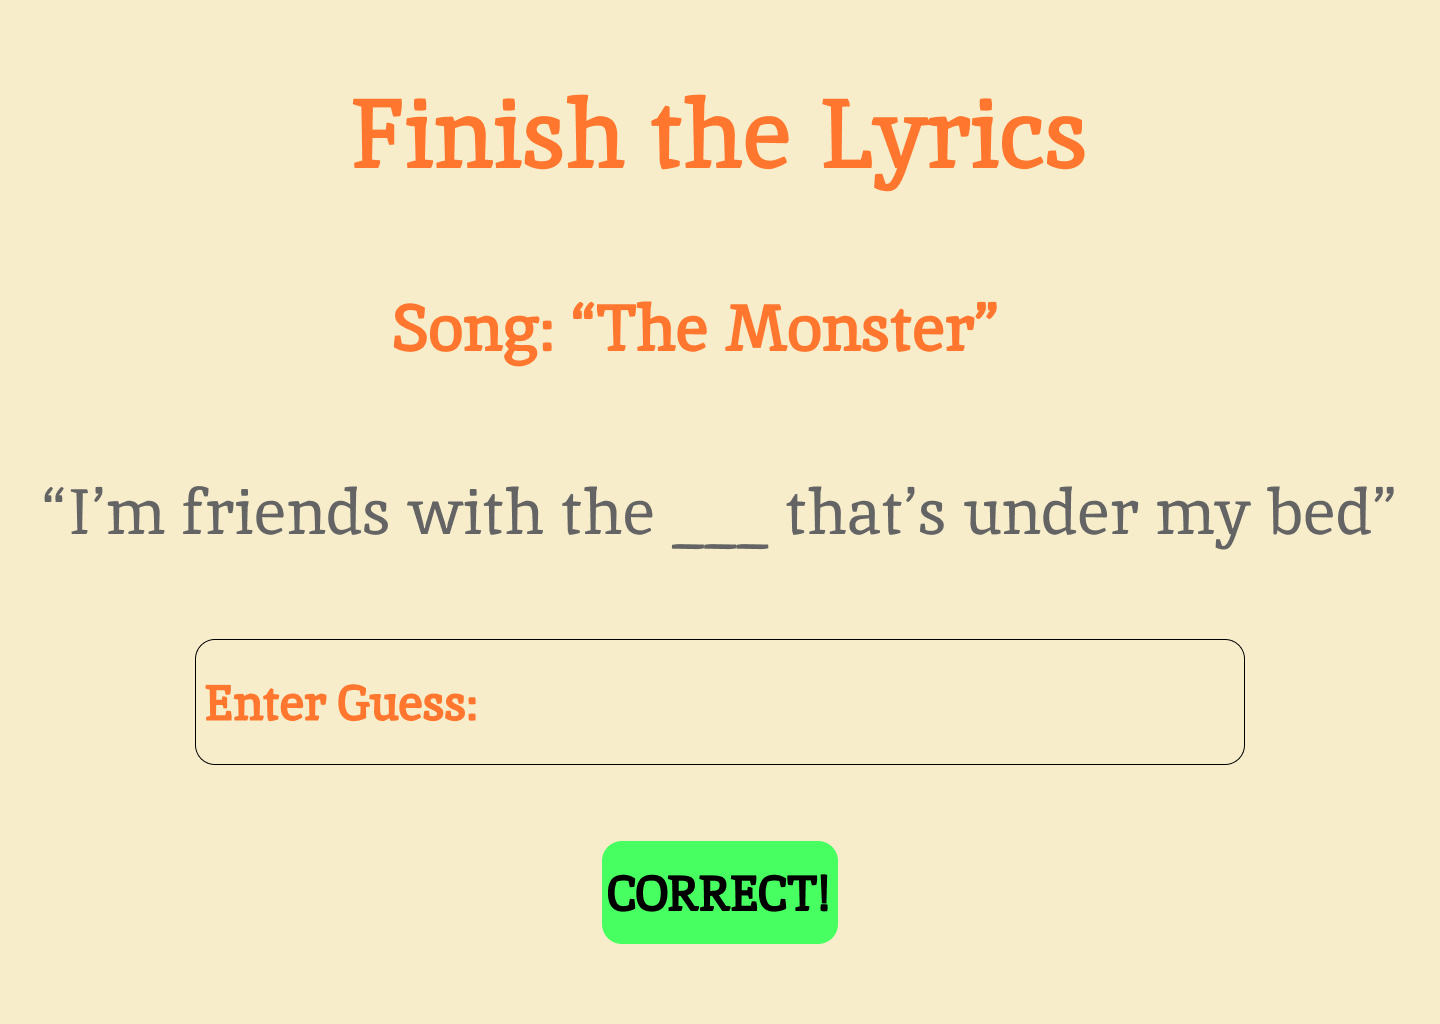 Finish the Lyrics
Song: “The Monster”
“I’m friends with the ___ that’s under my bed”
Enter Guess:
CORRECT!